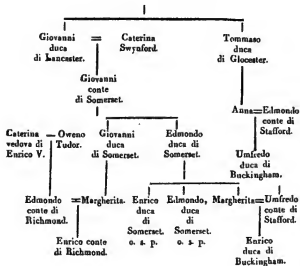 Giovanni = Caterina Tommaso
duca Swynford. duca
di Lancaster. di Glocester.
Giovanni
conte
di Somerset. Anna=Edmondo
conte di
Stafford.
Caterina — Oweno Giovanni Edmondo
vedova di Tudor. duca duca di
Enrico V. di Somerset. Somerset. Umfredo
duca di
Buckingham.
Edmondo =Margherita. Enrico Edmondo, Margherita=Umfredo
conte di duca duca conte di
Richmond. di di Stafford.
Somerset. Somerset.
Enrico conte o. s. p. o. s. p. Enrico
di Richmond. duca di
Buckingham.